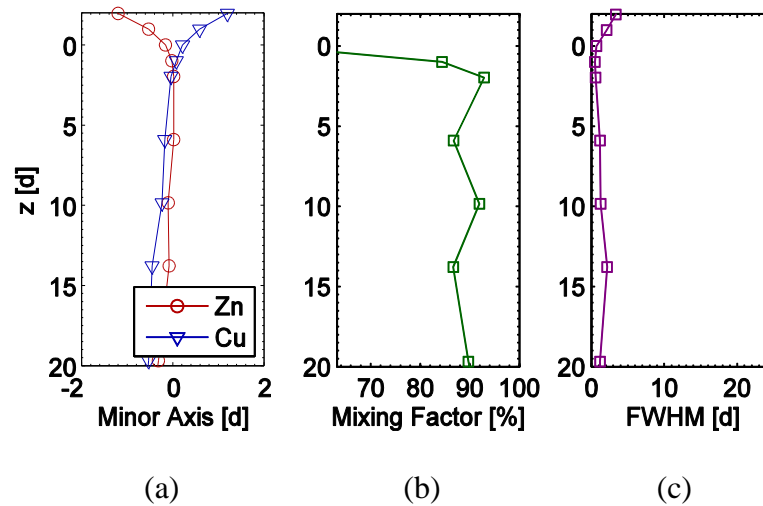 0 0 0
5 5 5
z [d]
10 10 10
15 15 15
Zn
Cu
20 20 20
-2 0 2 70 80 90 100 0 10 20
Minor Axis [d] Mixing Factor [%] FWHM [d]
(a) (b) (c)